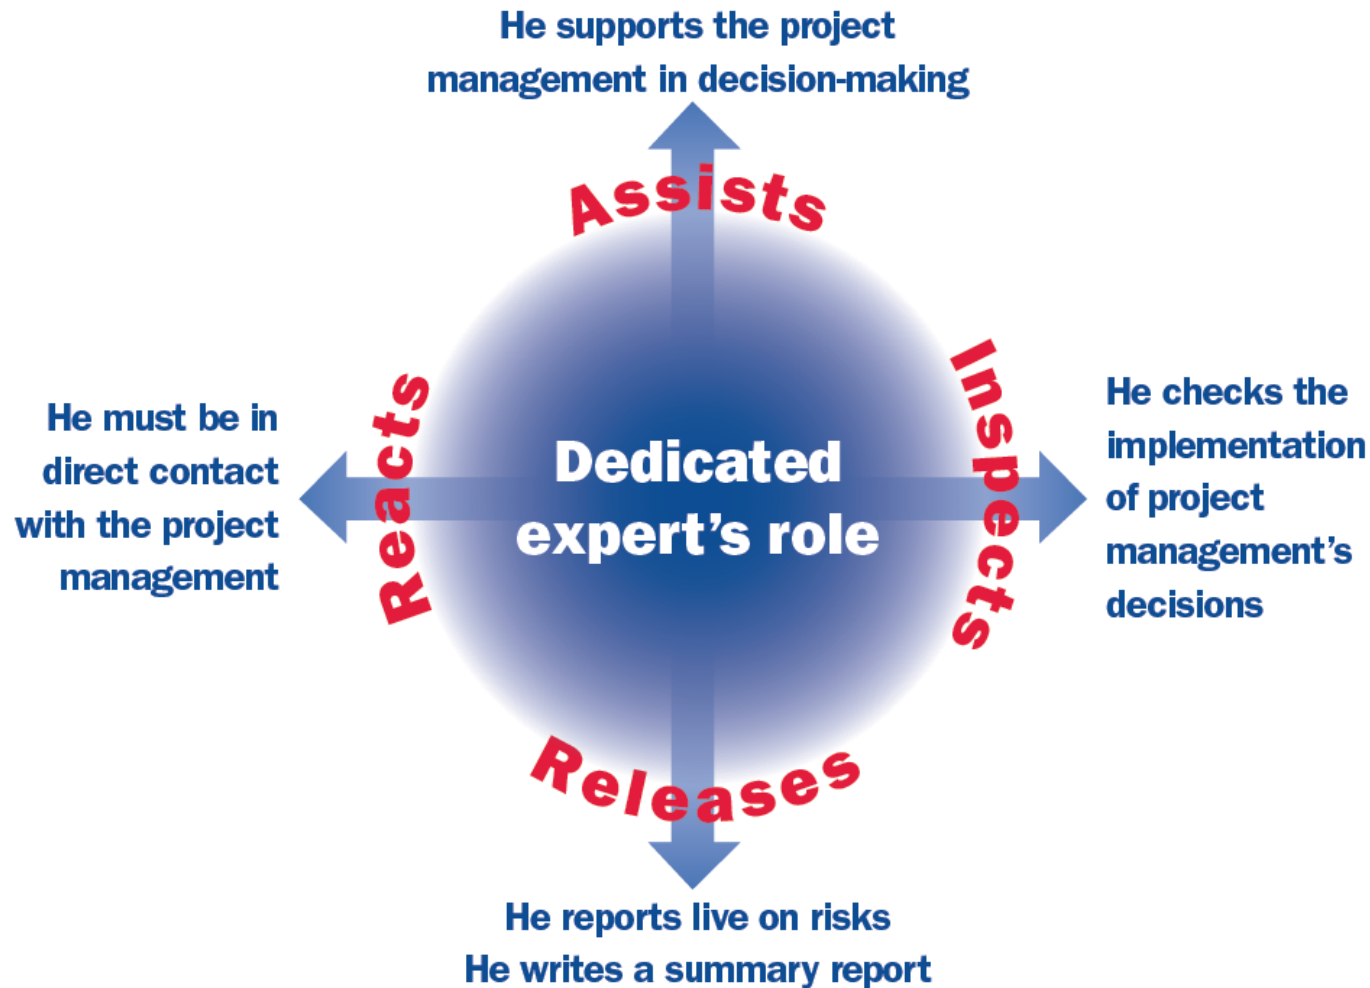 He supports the project
management in decision-making
Assists
Inspects
He checks the
implementation
of project
management's
decisions
Dedicated
expert's role
Reacts
He must be in
direct contact
with the project
management
Releases
He reports live on risks
He writes a summary report